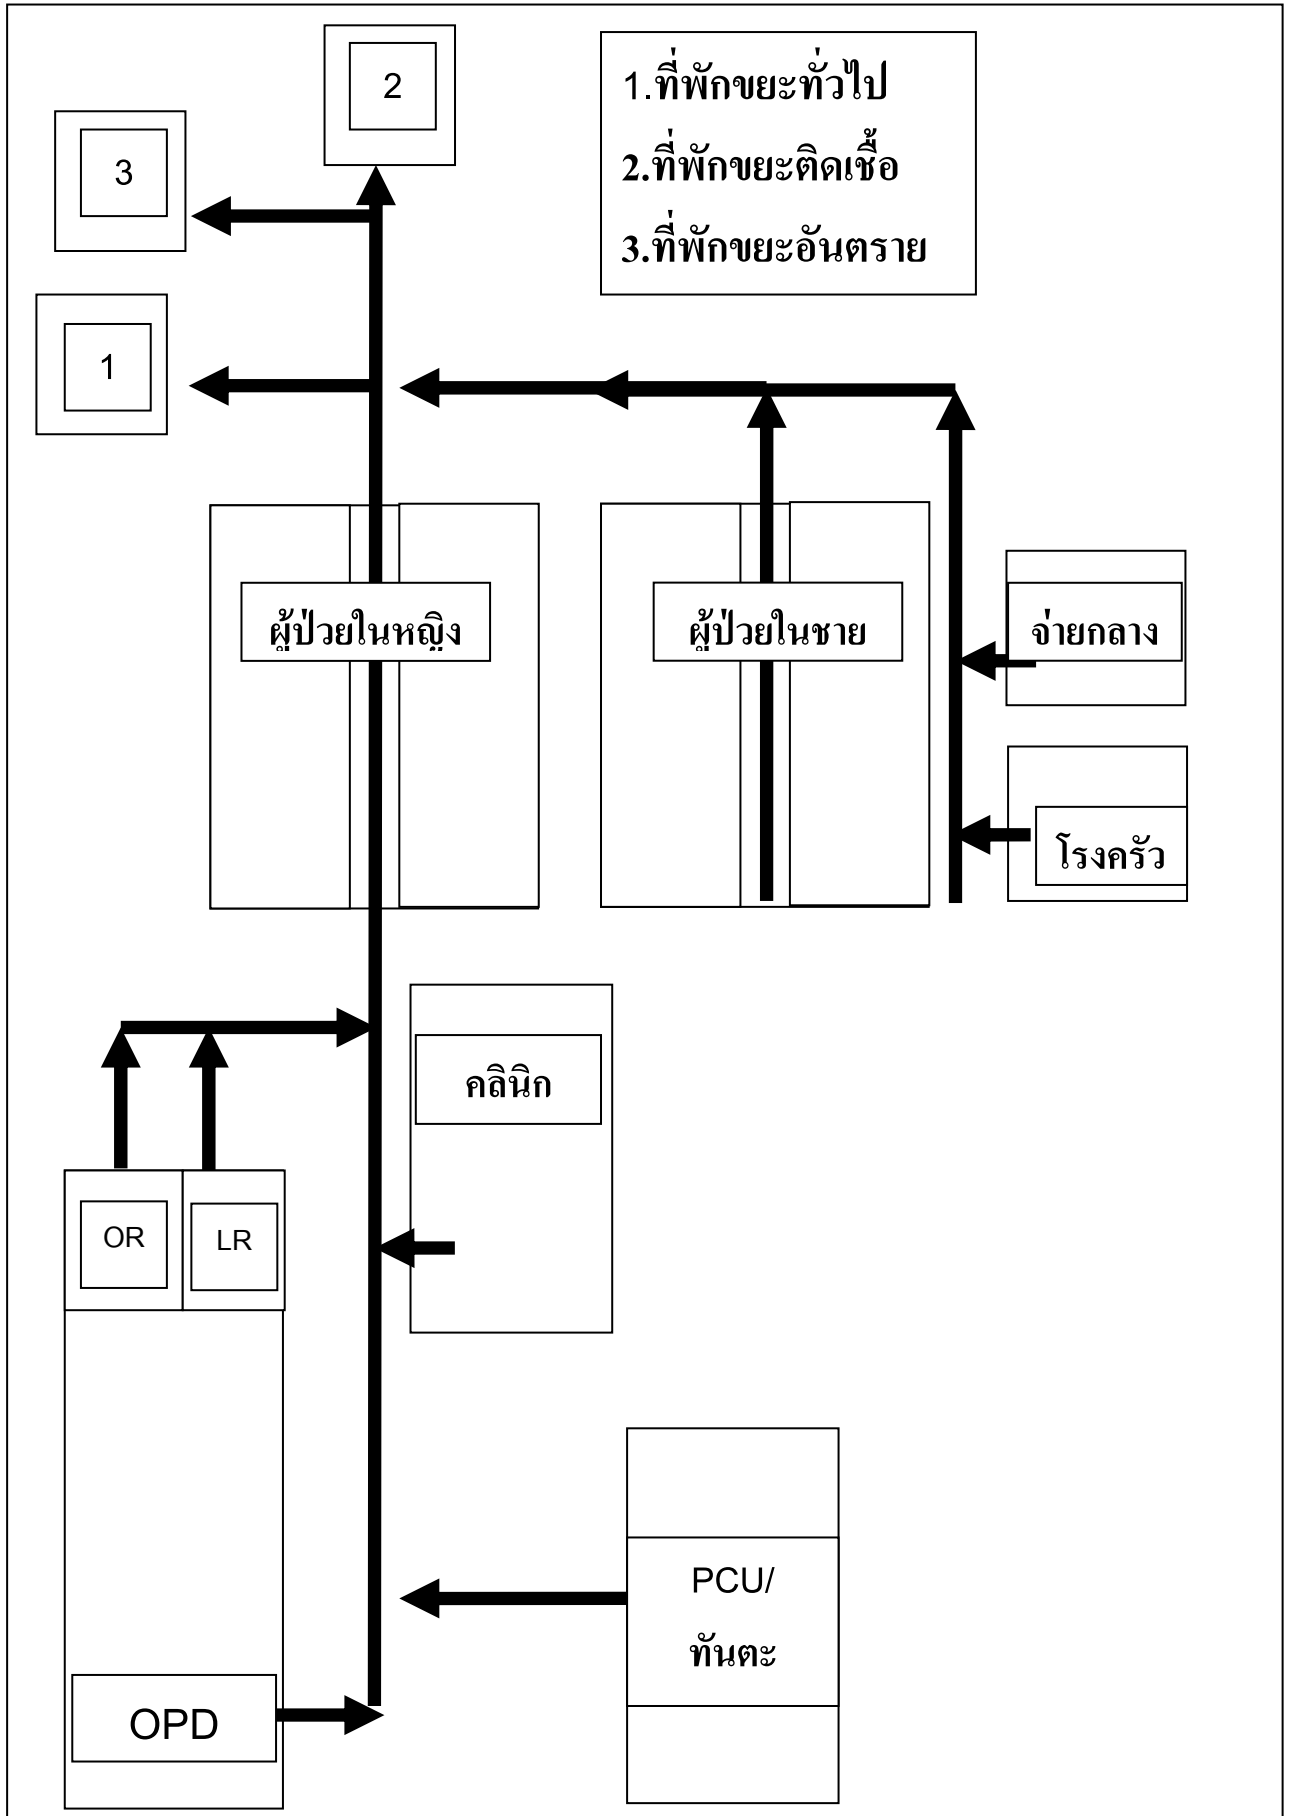 2
1.ที่พักขยะทั่วไป
2.ที่พักขยะติดเชื้อ
3.ที่พักขยะอันตราย
3
1
ผู้ป่วยในหญิง
ผู้ป่วยในชาย
จ่ายกลาง
โรงครัว
คลินิก
OR
LR
PCU/
ทันตะ
OPD